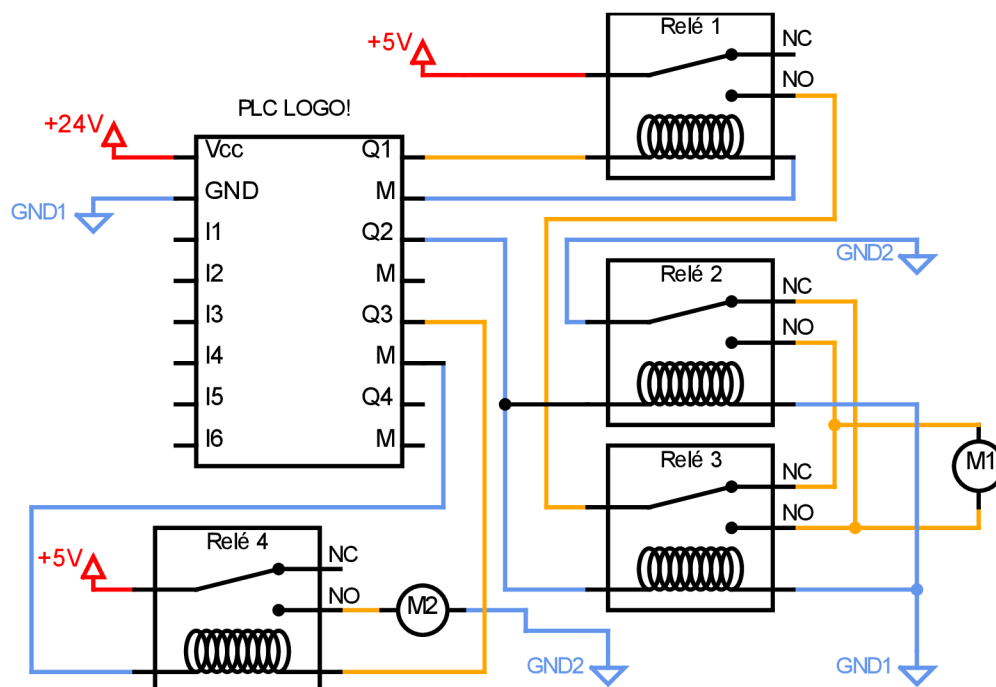 Relé 1
+5V
NC
NO
PLC LOGO!
+24V
Vcc Q1
GND M
GND1
I1 Q2
I2 M
I3 Q3
I4 M
I5 Q4
I6 M
GND2
Relé 2
NC
NO
Relé 3
NC
NO
M1
Relé 4
+5V
NC
NO
M2
GND2
GND1